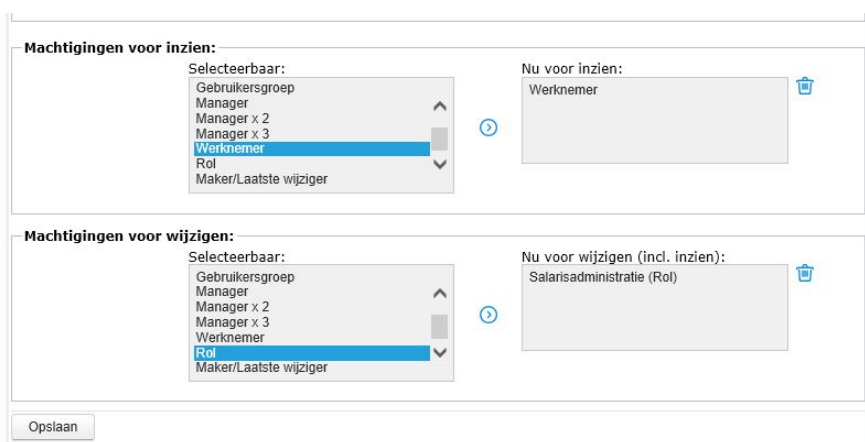 Machtigingen voor inzien:
Selecteerbaar:
Gebruikersgroep
Manager
Manager x 2
Manager x 3
Werknemer
Rol
Maker/Laatste wijziger
Nu voor inzien:
Werknemer
Machtigingen voor wijzigen:
Selecteerbaar:
Gebruikersgroep
Manager
Manager x 2
Manager x 3
Werknemer
Rol
Maker/Laatste wijziger
Nu voor wijzigen (incl. inzien):
Salarisadministratie (Rol)
Opslaan